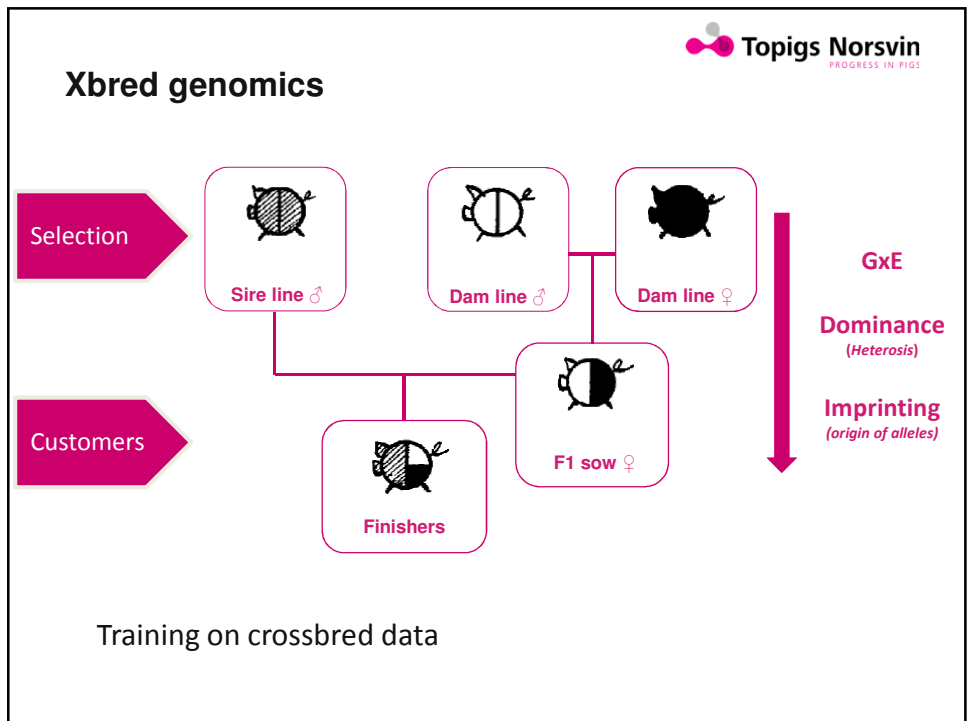 Topigs Norsvin
PROGRESS IN PIGS
Xbred genomics
Selection
Sire line ♂
Dam line ♂
Dam line ♀
GxE
Dominance
(Heterosis)
Imprinting
(origin of alleles)
Customers
F1 sow ♀
Finishers
Training on crossbred data